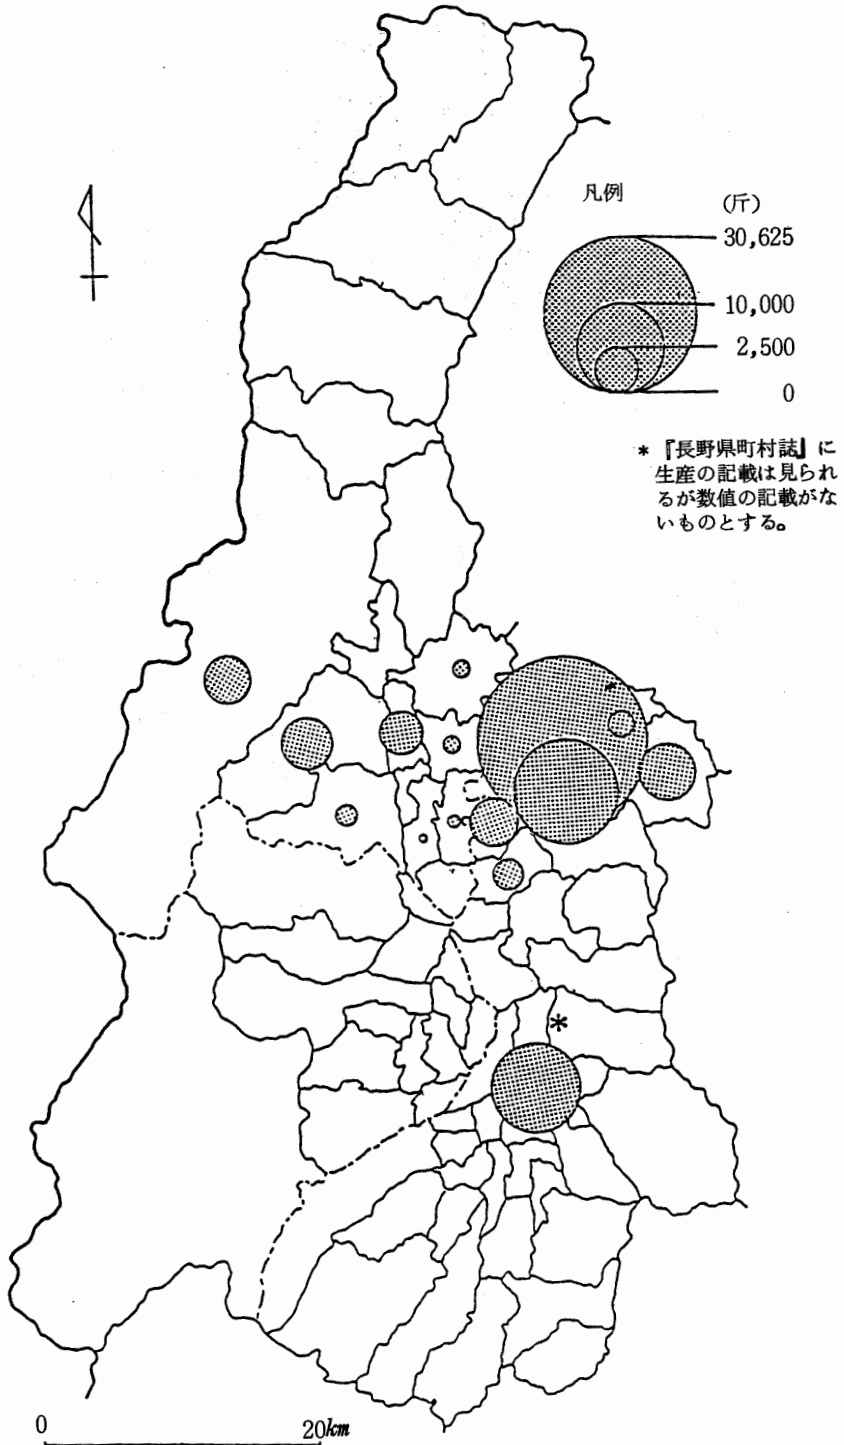 凡例
(斤)
30,625
10,000
2,500
0
* 『長野県町村誌』に
生産の記載は見られ
るが数値の記載がな
いものとする。
*
0 20km